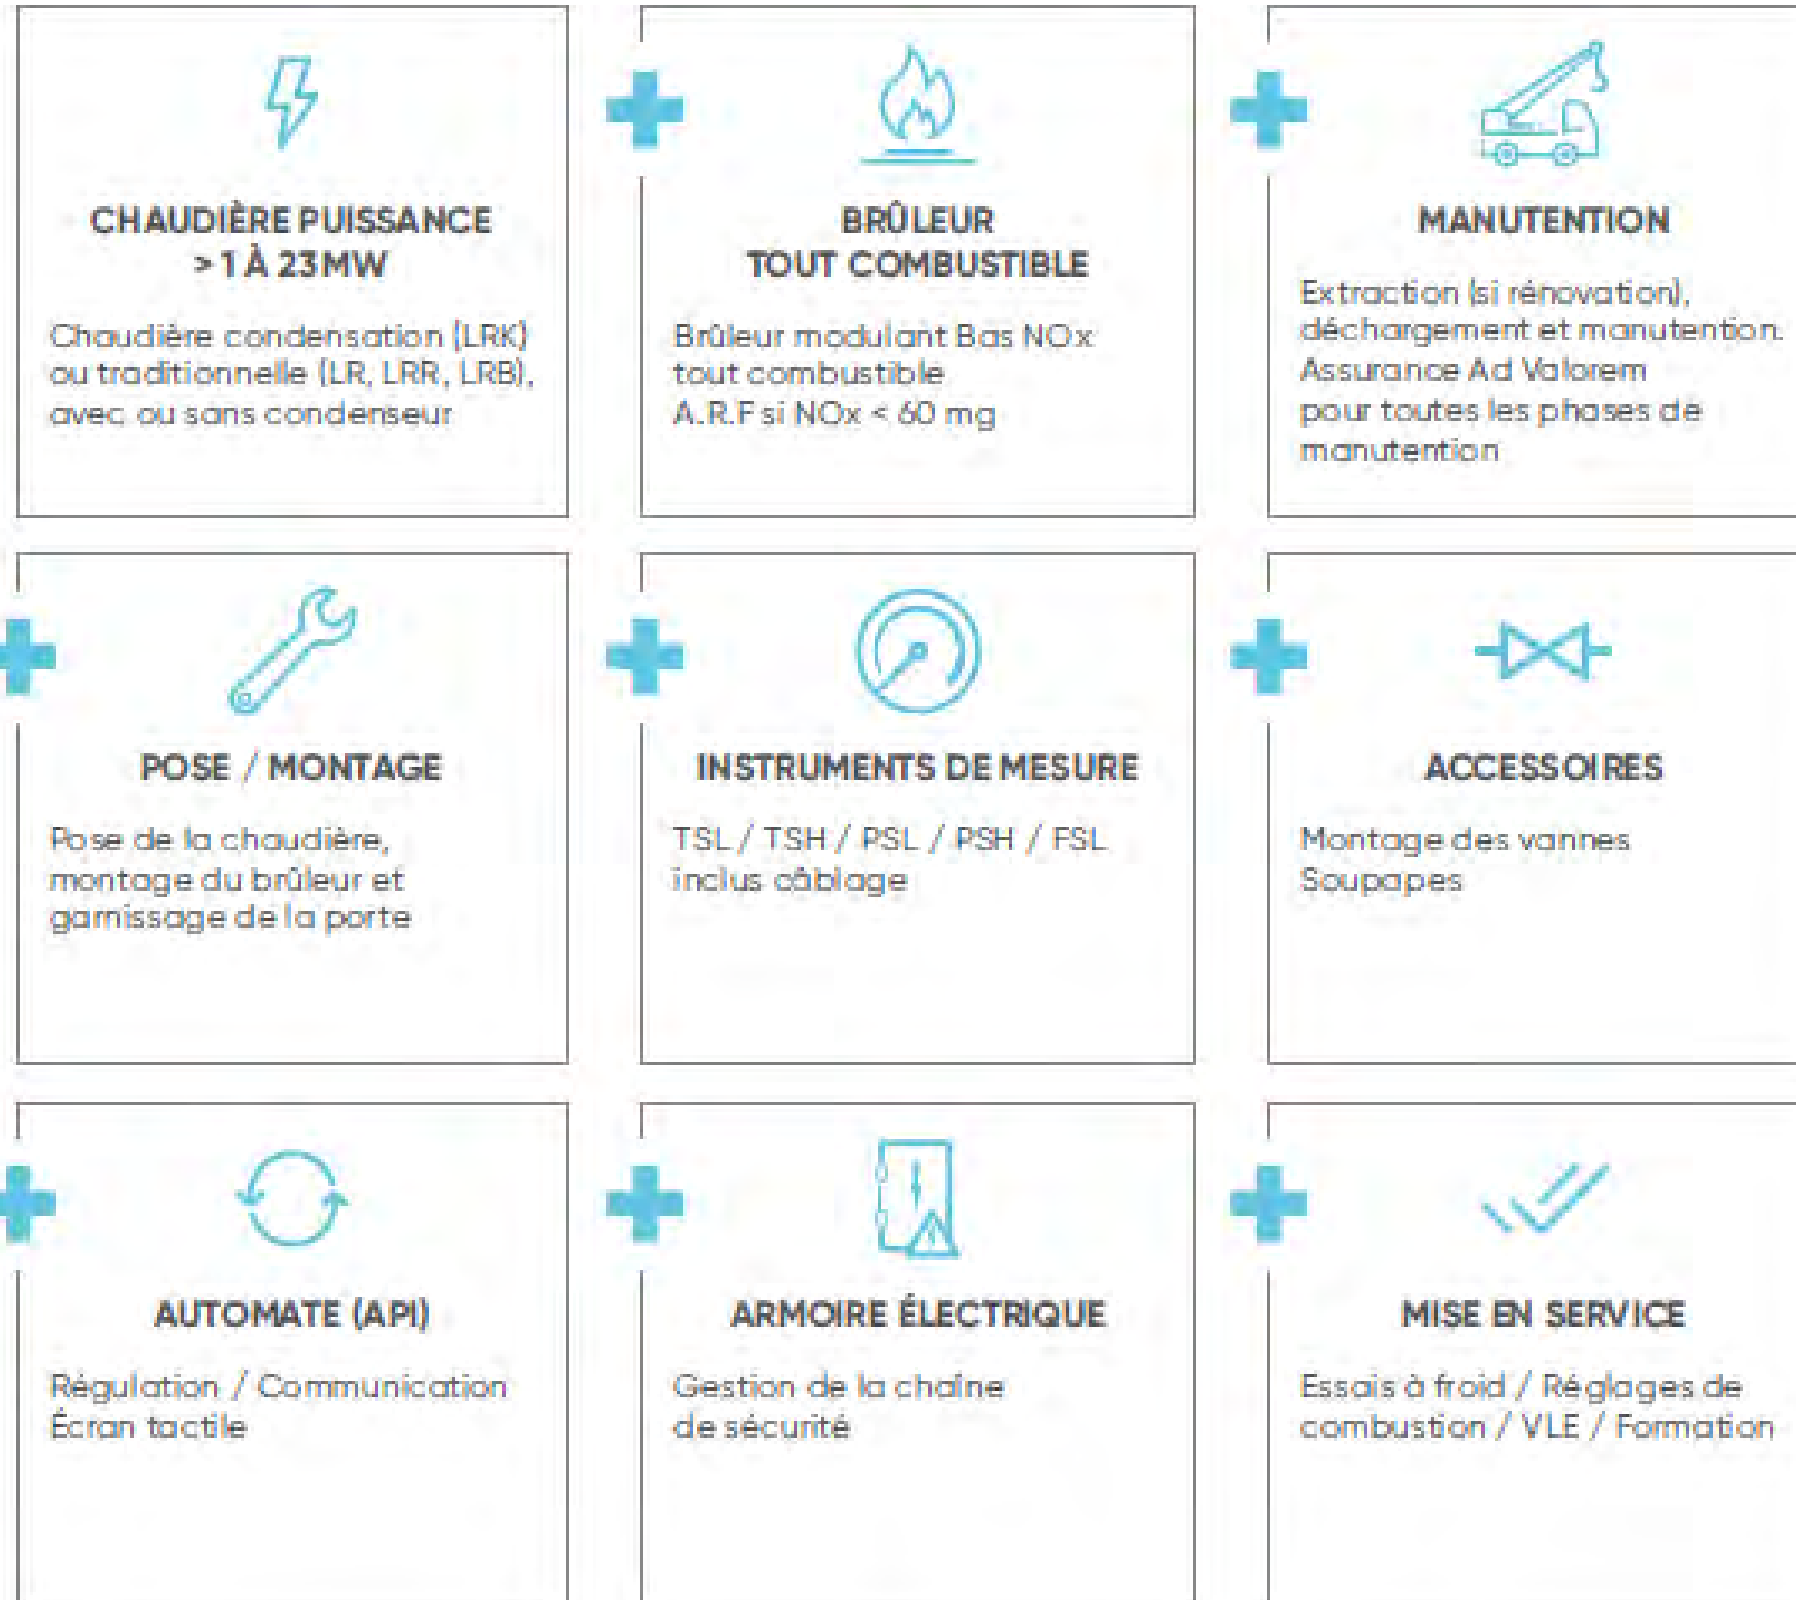 CHAUDIÈRE PUISSANCE
> 1 À 23MW
Chaudière condensation (LRK)
ou traditionnelle (LR, LRR, LRB),
avec ou sans condenseur
BRÛLEUR
TOUT COMBUSTIBLE
Brûleur modulant Bas NOx
tout combustible
A.R.F si NOx < 60 mg
MANUTENTION
Extraction (si rénovation),
déchargement et manutention.
Assurance Ad Valorem
pour toutes les phases de
manutention
POSE / MONTAGE
Pose de la chaudière,
montage du brûleur et
garnissage de la porte
INSTRUMENTS DE MESURE
TSL / TSH / PSL / PSH / FSL
inclus câblage
ACCESSOIRES
Montage des vannes
Soupapes
AUTOMATE (API)
Régulation / Communication
Écran tactile
ARMOIRE ÉLECTRIQUE
Gestion de la chaîne
de sécurité
MISE EN SERVICE
Essais à froid / Réglages de
combustion / VLE / Formation